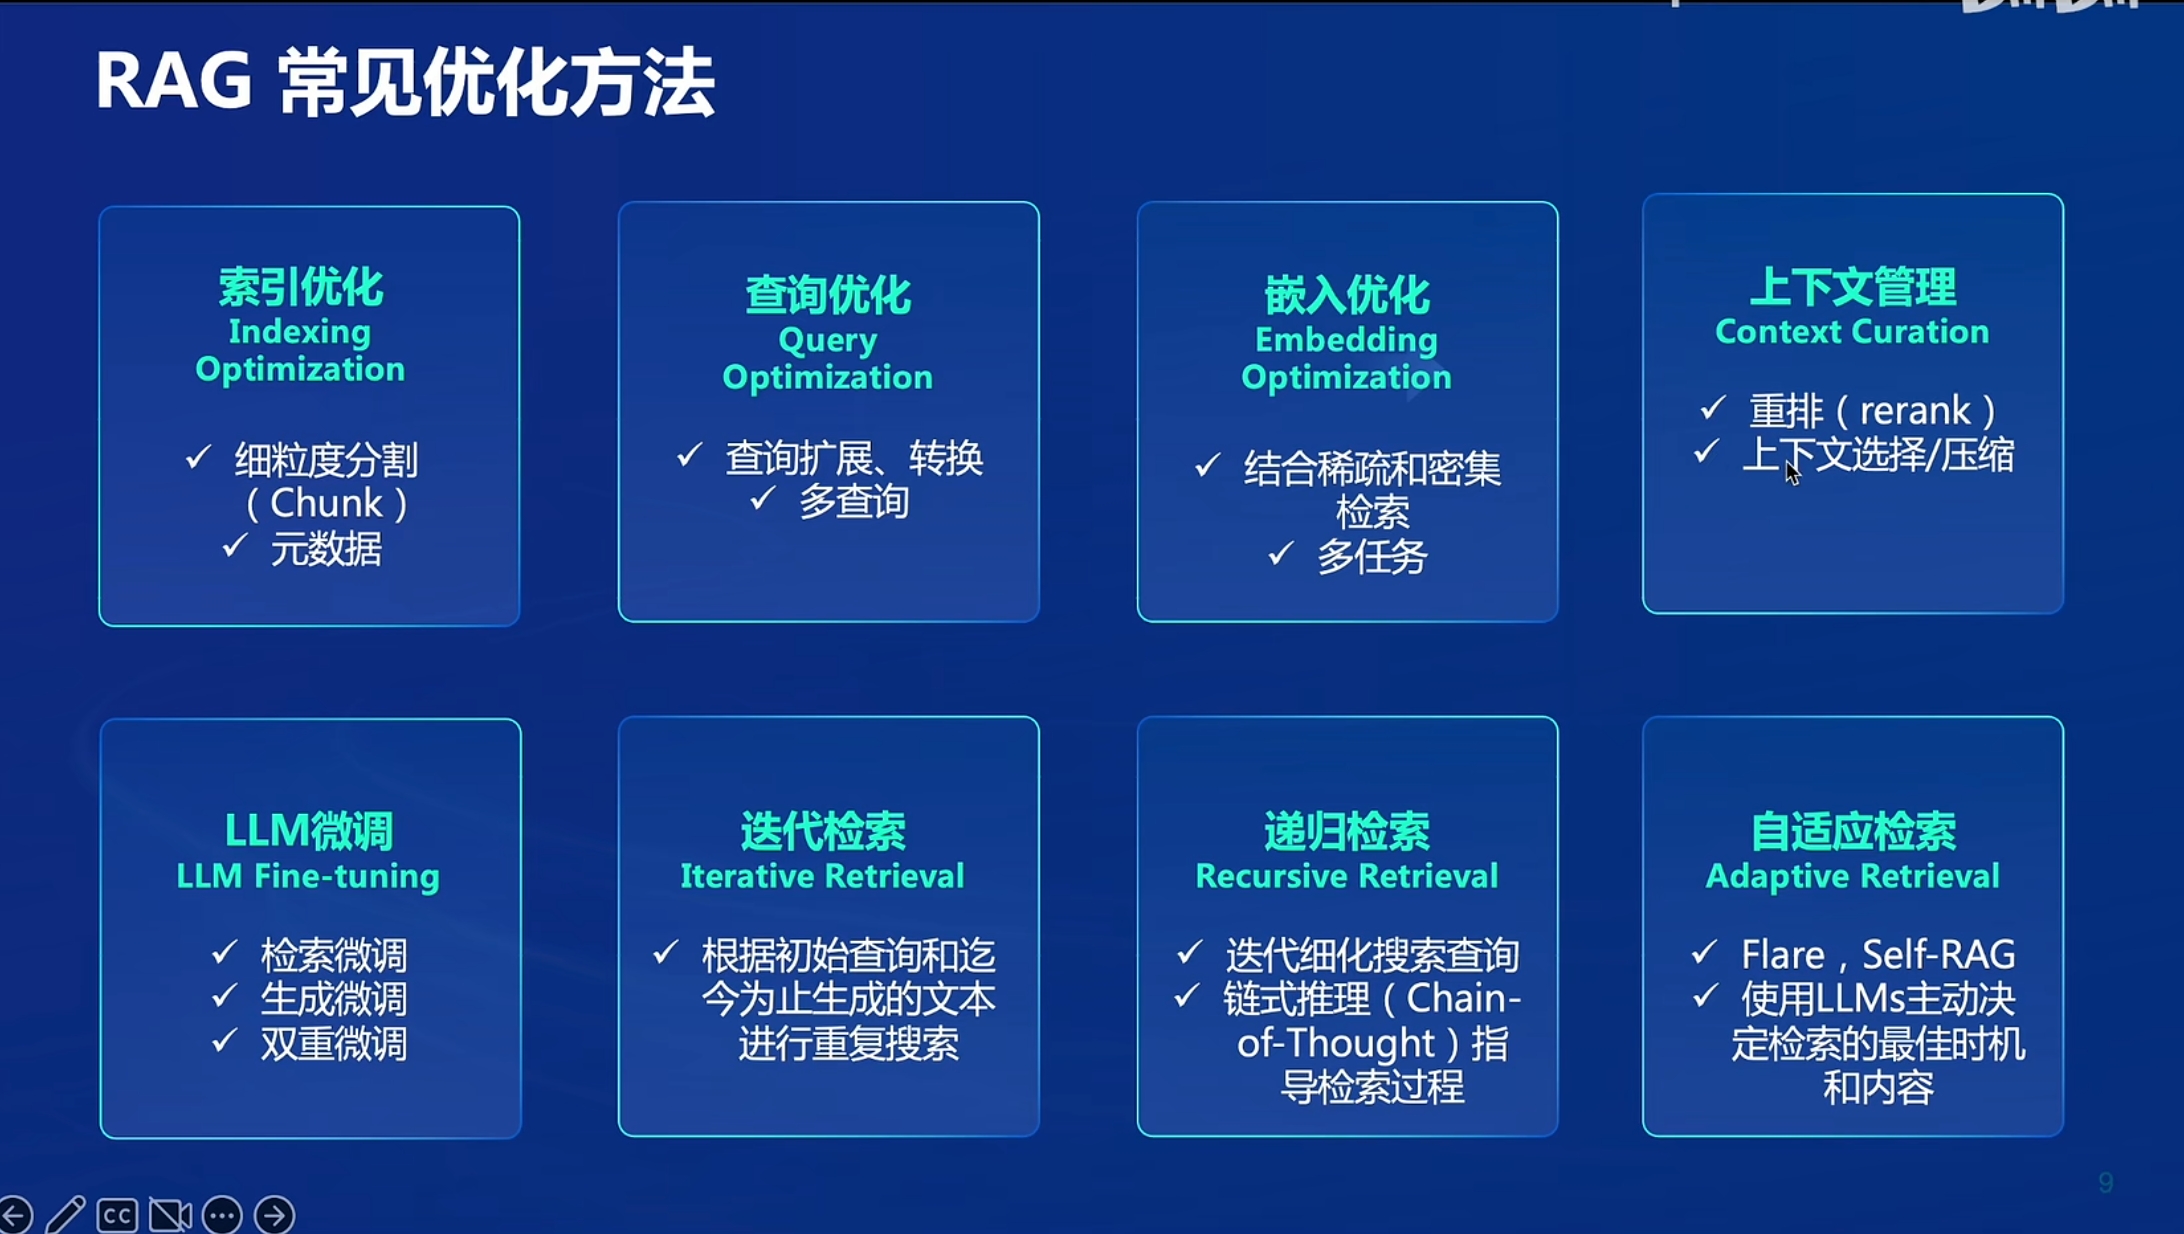 RAG 常见优化方法
索引优化
Indexing
Optimization
✓ 细粒度分割
（Chunk）
✓ 元数据
查询优化
Query
Optimization
✓ 查询扩展、转换
✓ 多查询
嵌入优化
Embedding
Optimization
✓ 结合稀疏和密集
检索
✓ 多任务
上下文管理
Context Curation
✓ 重排（rerank）
✓ 上下文选择/压缩
LLM微调
LLM Fine-tuning
✓ 检索微调
✓ 生成微调
✓ 双重微调
迭代检索
Iterative Retrieval
✓ 根据初始查询和迄
今为止生成的文本
进行重复搜索
递归检索
Recursive Retrieval
✓ 迭代细化搜索查询
✓ 链式推理（Chain-
of-Thought）指
导检索过程
自适应检索
Adaptive Retrieval
✓ Flare，Self-RAG
✓ 使用LLMs主动决
定检索的最佳时机
和内容
9
CC